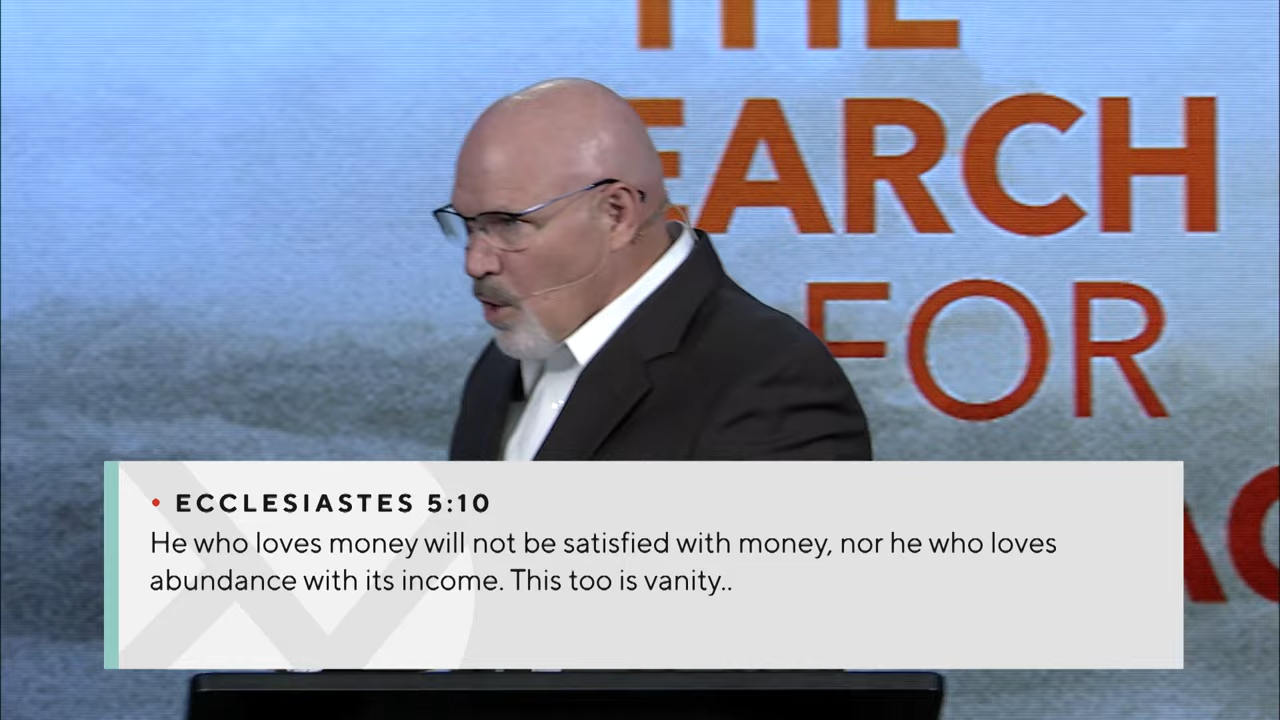 THE
EARCH
FOR
• ECCLESIASTES 5:10
He who loves money will not be satisfied with money, nor he who loves
abundance with its income. This too is vanity..